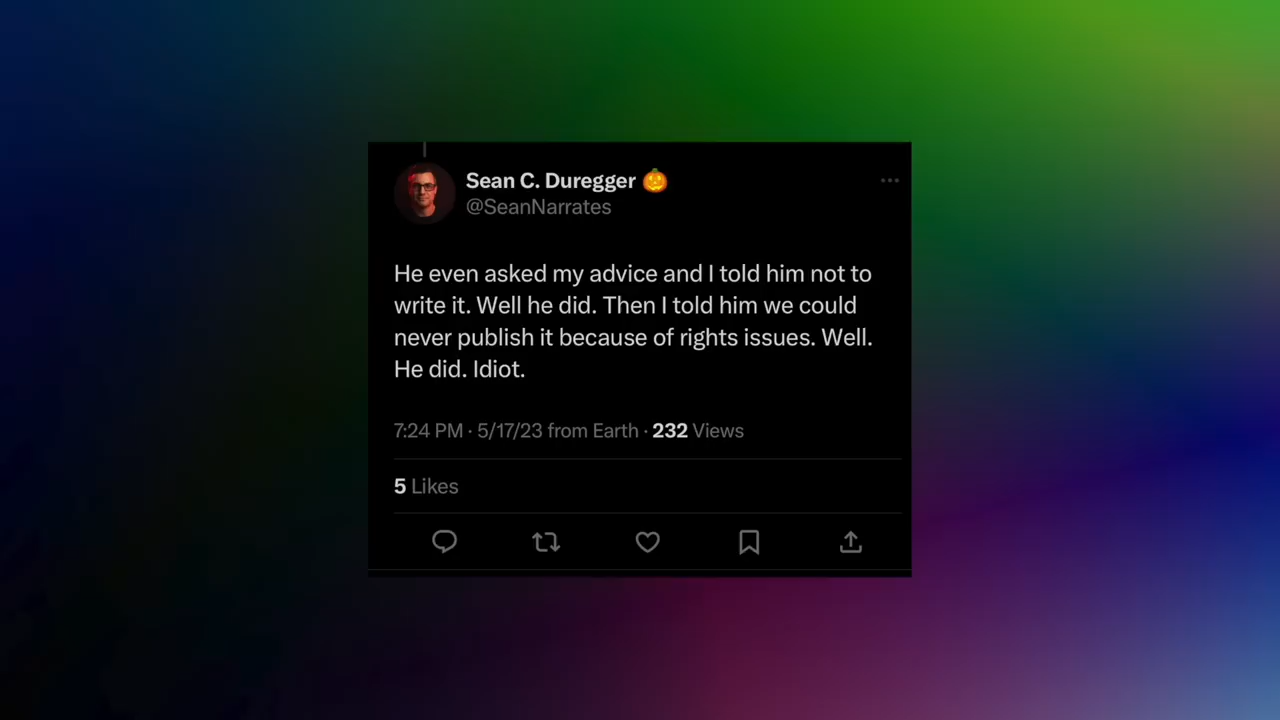 Sean C. Duregger 🎃
@SeanNarrates
He even asked my advice and I told him not to
write it. Well he did. Then I told him we could
never publish it because of rights issues. Well.
He did. Idiot.
7:24 PM · 5/17/23 from Earth · 232 Views
5 Likes